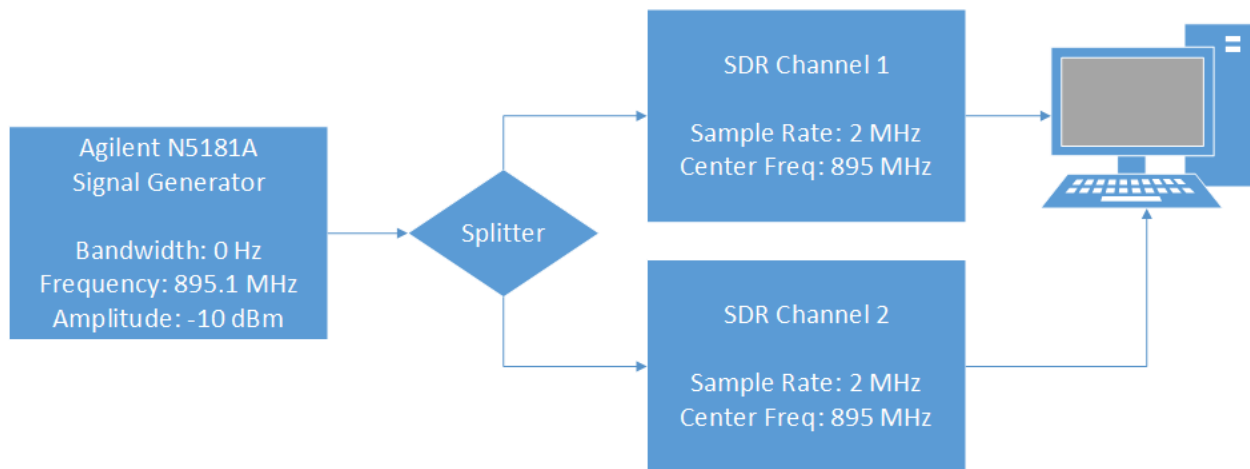 Agilent N5181A
Signal Generator
Bandwidth: 0 Hz
Frequency: 895.1 MHz
Amplitude: -10 dBm
Splitter
SDR Channel 1
Sample Rate: 2 MHz
Center Freq: 895 MHz
SDR Channel 2
Sample Rate: 2 MHz
Center Freq: 895 MHz